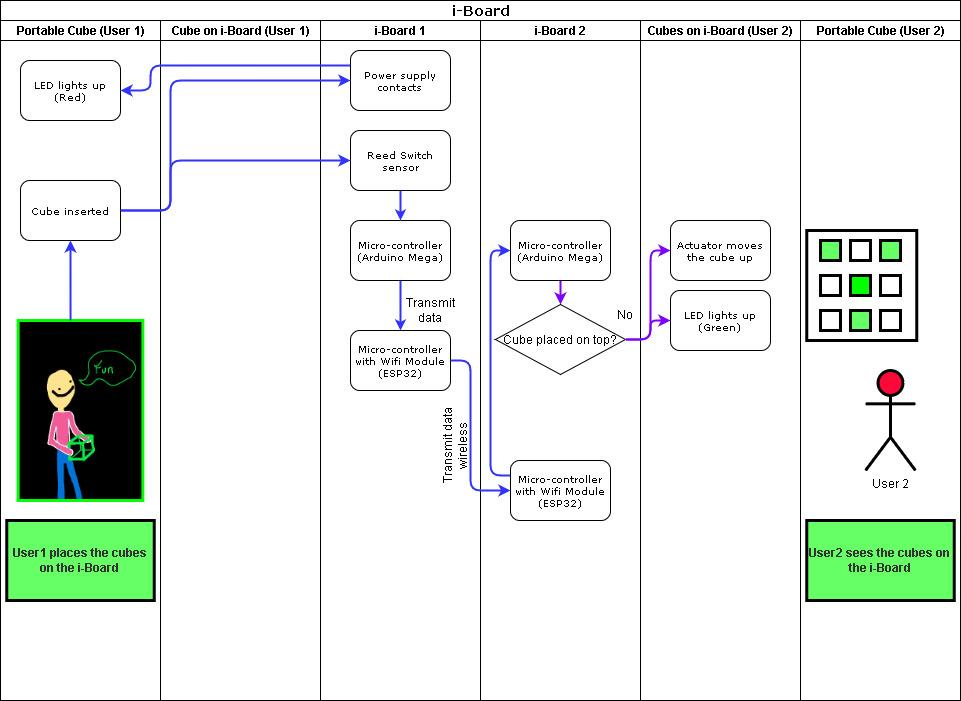 i-Board
Portable Cube (User 1)
Cube on i-Board (User 1)
i-Board 1
i-Board 2
Cubes on i-Board (User 2)
Portable Cube (User 2)
LED lights up
(Red)
Power supply
contacts
Reed Switch
sensor
Cube inserted
Micro-controller
(Arduino Mega)
Micro-controller
(Arduino Mega)
Actuator moves
the cube up
Transmit
data
No
LED lights up
(Green)
Cube placed on top?
Micro-controller
with Wifi Module
(ESP32)
Fun
Transmit data
wireless
Micro-controller
with Wifi Module
(ESP32)
User 2
User1 places the cubes
on the i-Board
User2 sees the cubes on
the i-Board